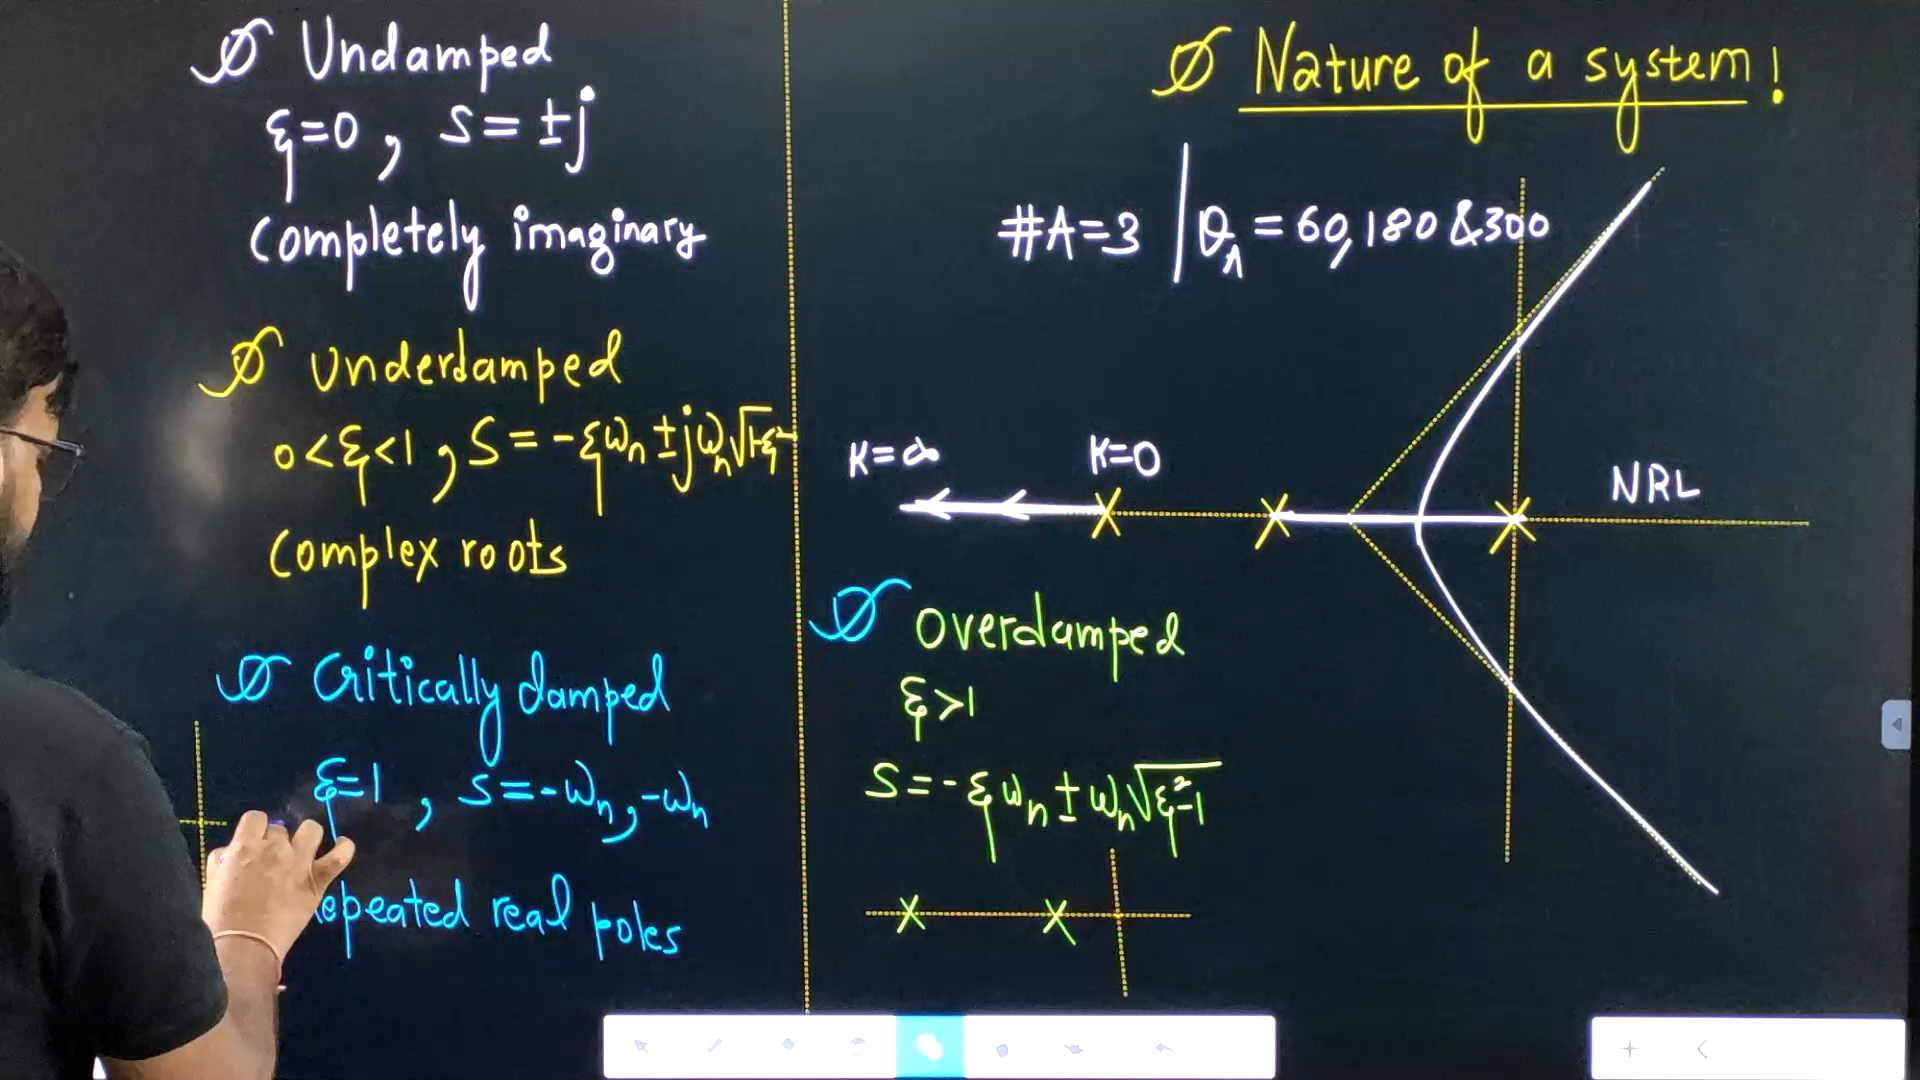 Undamped
ξ=0, S=±j
Completely imaginary
Underdamped
0<ξ<1, S=-ξωn±jωn√1-ξ²
Complex roots
Critically damped
ξ=1, S=-ωn,-ωn
epeated real poles
Nature of a system!
#A=3 | θA = 60,180 &300
K=∞ K=0
NRL
Overdamped
ξ>1
S=-ξωn±ωn√ξ²-1